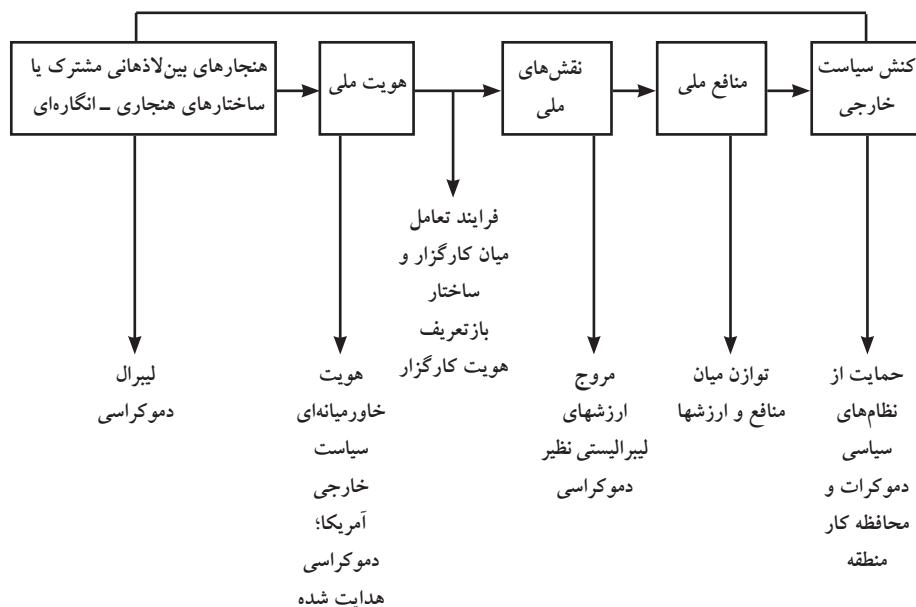 هنجارهای بین‌لاذهانی مشترک یا
ساختارهای هنجاری ـ انگاره‌ای
هویت ملی
نقش‌های
ملی
منافع ملی
کنش سیاست
خارجی
فرایند تعامل
میان کارگزار و
ساختار
بازتعریف
هویت کارگزار
لیبرال
دموکراسی
هویت
خاورمیانه‌ای
سیاست
خارجی
آمریکا؛
دموکراسی
هدایت شده
مروج
ارزشهای
لیبرالیستی نظیر
دموکراسی
توازن میان
منافع و ارزشها
حمایت از
نظام‌های
سیاسی
دموکرات و
محافظه کار
منطقه